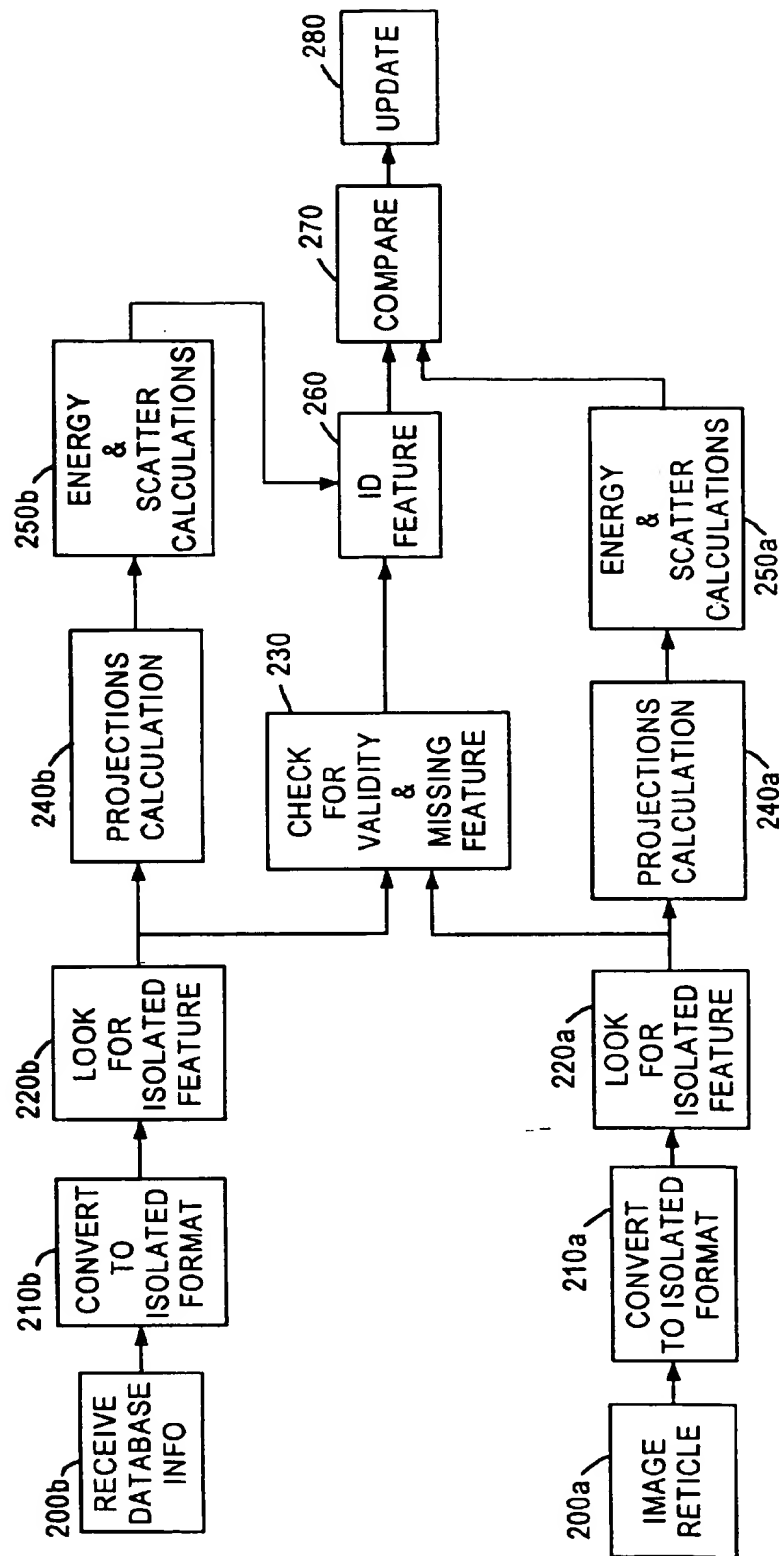 200b
RECEIVE
DATABASE
INFO
210b
CONVERT
TO
ISOLATED
FORMAT
220b
LOOK
FOR
ISOLATED
FEATURE
240b
PROJECTIONS
CALCULATION
250b
ENERGY
&
SCATTER
CALCULATIONS
230
CHECK
FOR
VALIDITY
&
MISSING
FEATURE
260
ID
FEATURE
270
COMPARE
280
UPDATE
200a
IMAGE
RETICLE
210a
CONVERT
TO ISOLATED
FORMAT
220a
LOOK
FOR
ISOLATED
FEATURE
240a
PROJECTIONS
CALCULATION
250a
ENERGY
&
SCATTER
CALCULATIONS